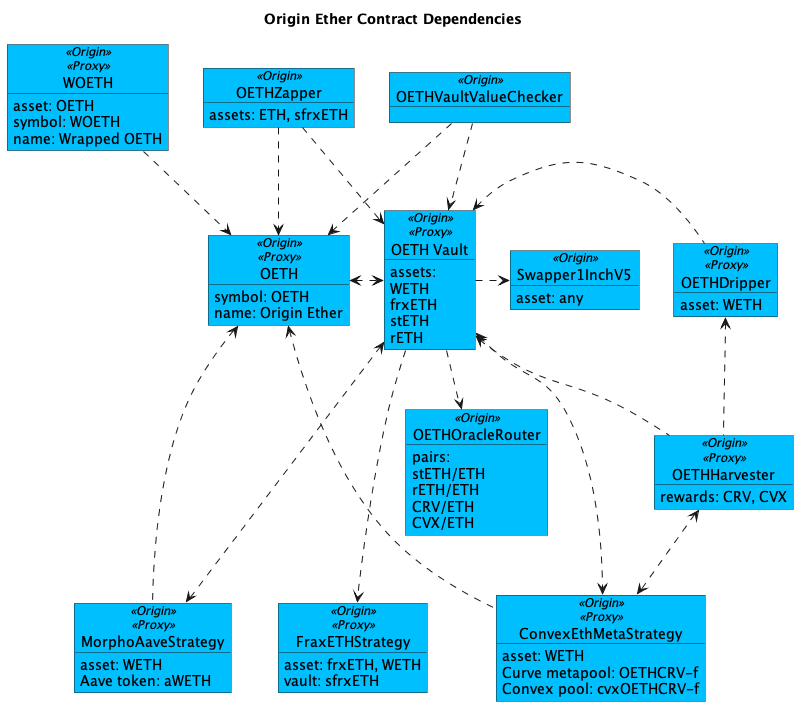 Origin Ether Contract Dependencies
«Origin»
«Proxy»
WOETH
asset: OETH
symbol: WOETH
name: Wrapped OETH
«Origin»
OETHZapper
assets: ETH, sfrxETH
«Origin»
OETHVaultValueChecker
«Origin»
«Proxy»
OETH
symbol: OETH
name: Origin Ether
«Origin»
«Proxy»
OETH Vault
assets:
WETH
frxETH
stETH
rETH
«Origin»
Swapper1InchV5
asset: any
«Origin»
«Proxy»
OETHDripper
asset: WETH
«Origin»
OETHOracleRouter
pairs:
stETH/ETH
rETH/ETH
CRV/ETH
CVX/ETH
«Origin»
«Proxy»
OETHHarvester
rewards: CRV, CVX
«Origin»
«Proxy»
MorphoAaveStrategy
asset: WETH
Aave token: aWETH
«Origin»
«Proxy»
FraxETHStrategy
asset: frxETH, WETH
vault: sfrxETH
«Origin»
«Proxy»
ConvexEthMetaStrategy
asset: WETH
Curve metapool: OETHCRV-f
Convex pool: cvxOETHCRV-f